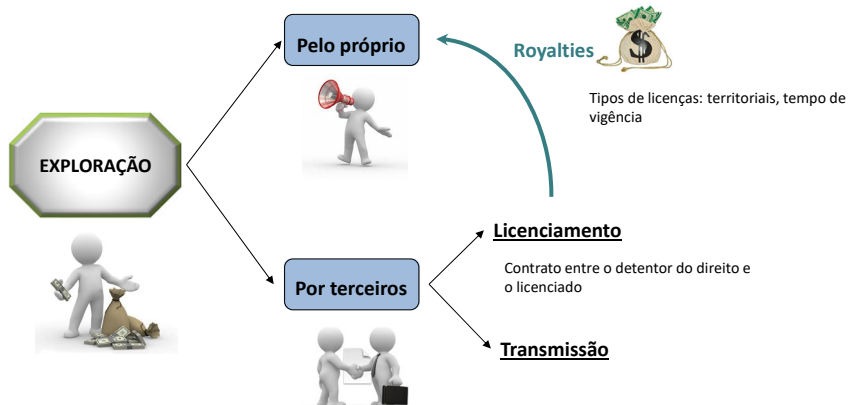 Pelo próprio
Royalties
$
Tipos de licenças: territoriais, tempo de
vigência
EXPLORAÇÃO
Licenciamento
Contrato entre o detentor do direito e
o licenciado
Por terceiros
Transmissão